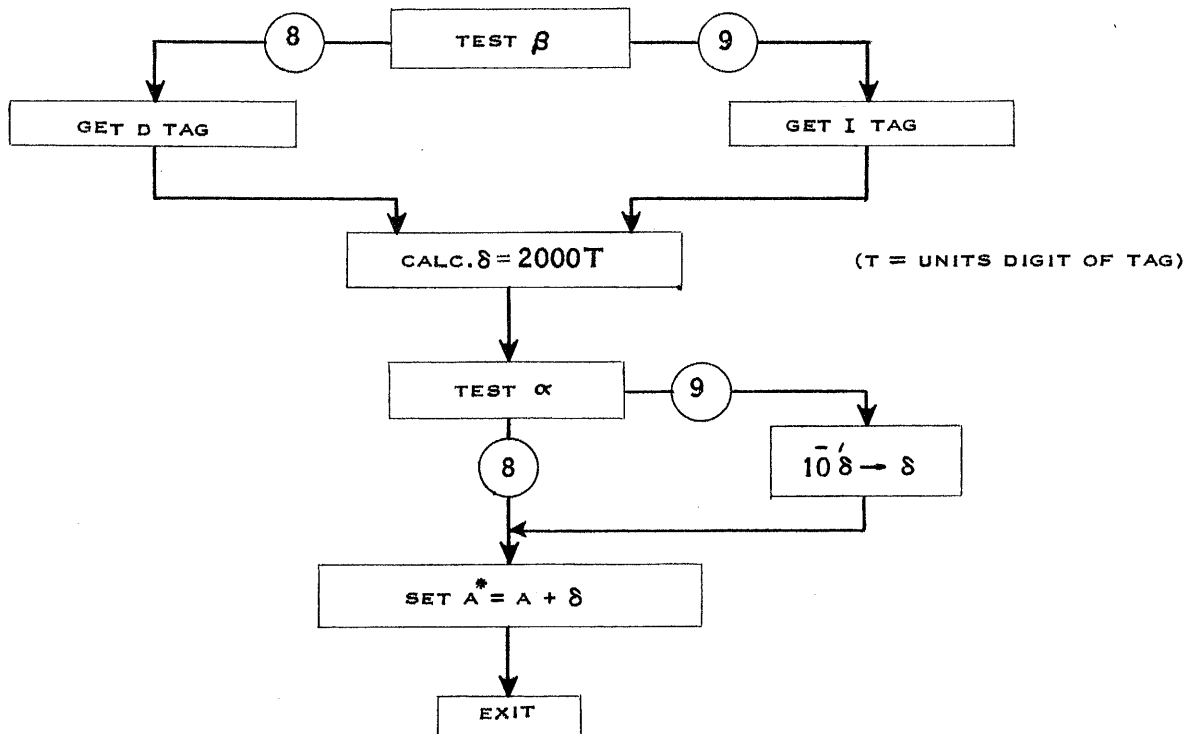 8
TEST β
9
GET D TAG
GET I TAG
CALC. δ = 2000T
(T = UNITS DIGIT OF TAG)
TEST α
9
8
10⁻′δ → δ
SET A* = A + δ
EXIT